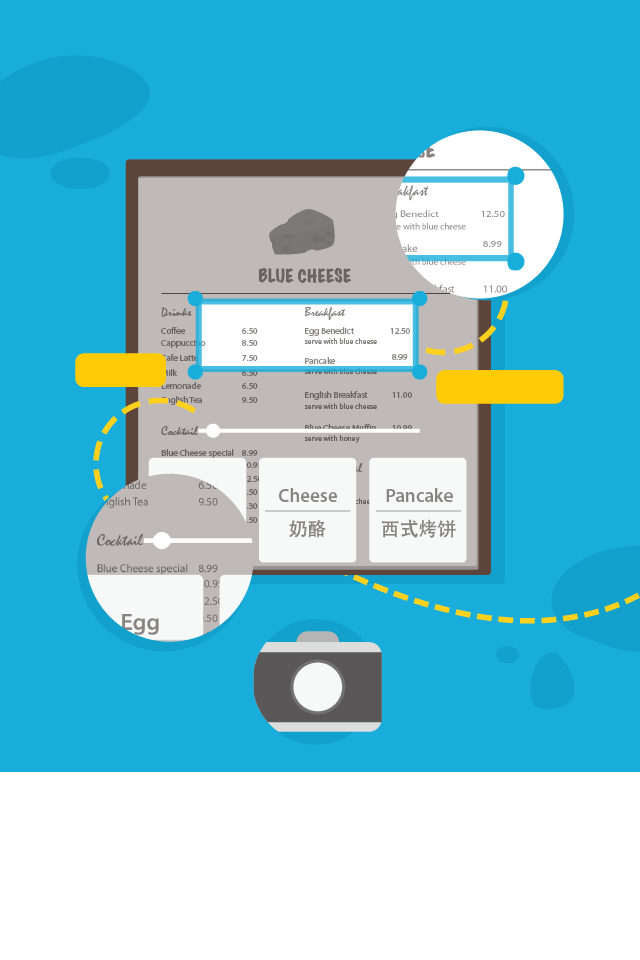 BLUE CHEESE
Drinks
Coffee 6.50
Cappuccino 8.50
Cafe Latte 7.50
Milk 6.50
Lemonade 6.50
English Tea 9.50
Cocktail
Blue Cheese special 8.99
Breakfast
Egg Benedict 12.50
serve with blue cheese
Pancake 8.99
serve with blue cheese
English Breakfast 11.00
serve with blue cheese
Blue Cheese Muffin 10.99
serve with honey
akfast
Benedict 12.50
e with blue cheese
ake 8.99
th blue cheese
fast 11.00
nade 6.50
nglish Tea 9.50
Cocktail
Blue Cheese special 8.99
Egg
Cheese
奶酪
Pancake
西式烤饼